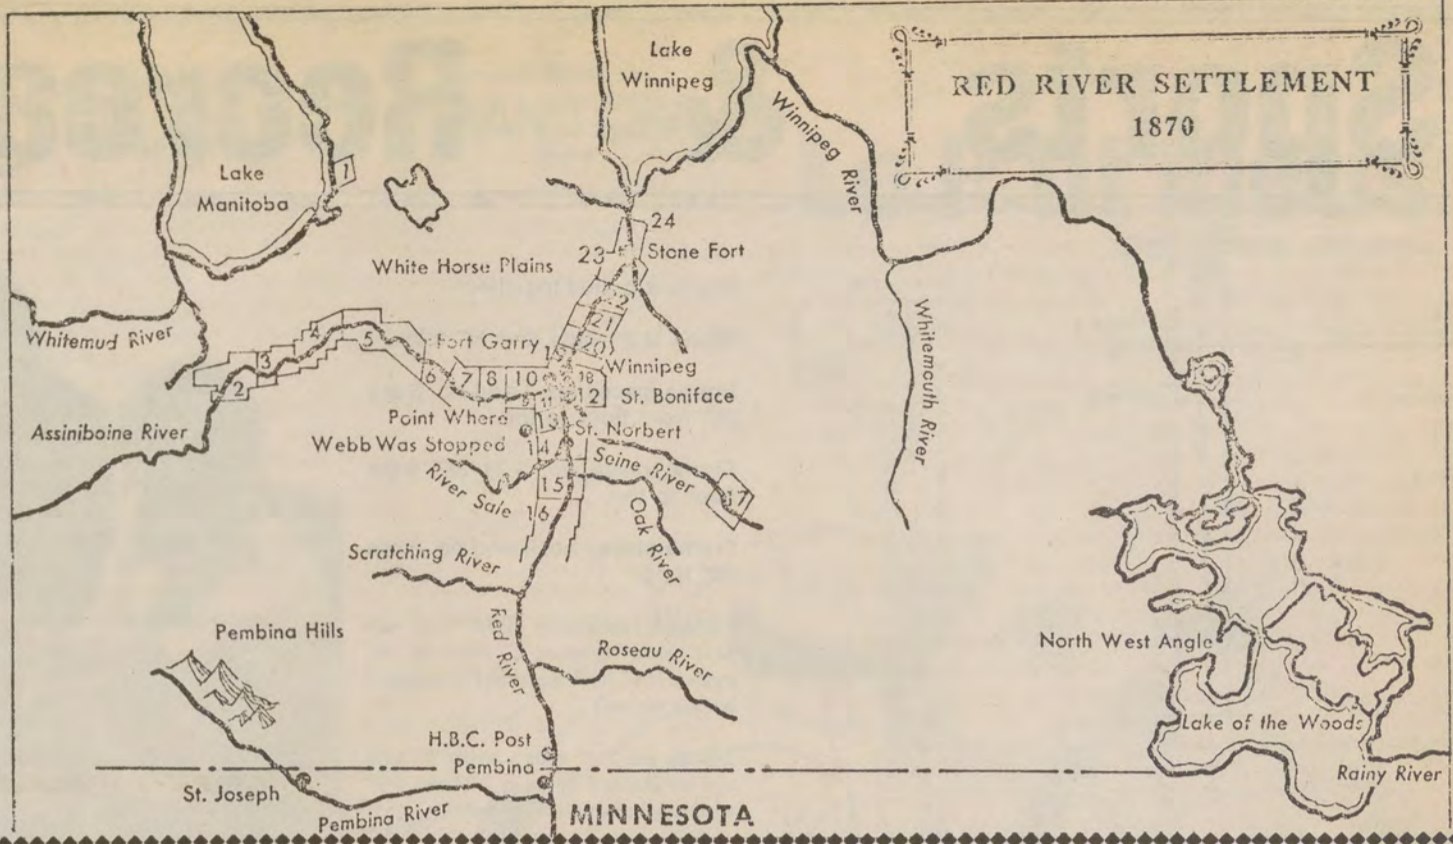 RED RIVER SETTLEMENT
1870
Lake
Winnipeg
Winnipeg River
Lake
Manitoba
1
24
23
Stone Fort
White Horse Plains
22
21
20
Whitemud River
4
5
3
2
Fort Garry
6
7
8
10
18
12
Winnipeg
St. Boniface
Whitemouth River
Assiniboine River
Point Where
Webb Was Stopped
13
St. Norbert
14
Seine River
River Sale
15
17
16
Oak River
Scratching River
Red River
Pembina Hills
Roseau River
North West Angle
Lake of the Woods
H.B.C. Post
Pembina
St. Joseph
Pembina River
MINNESOTA
Rainy River